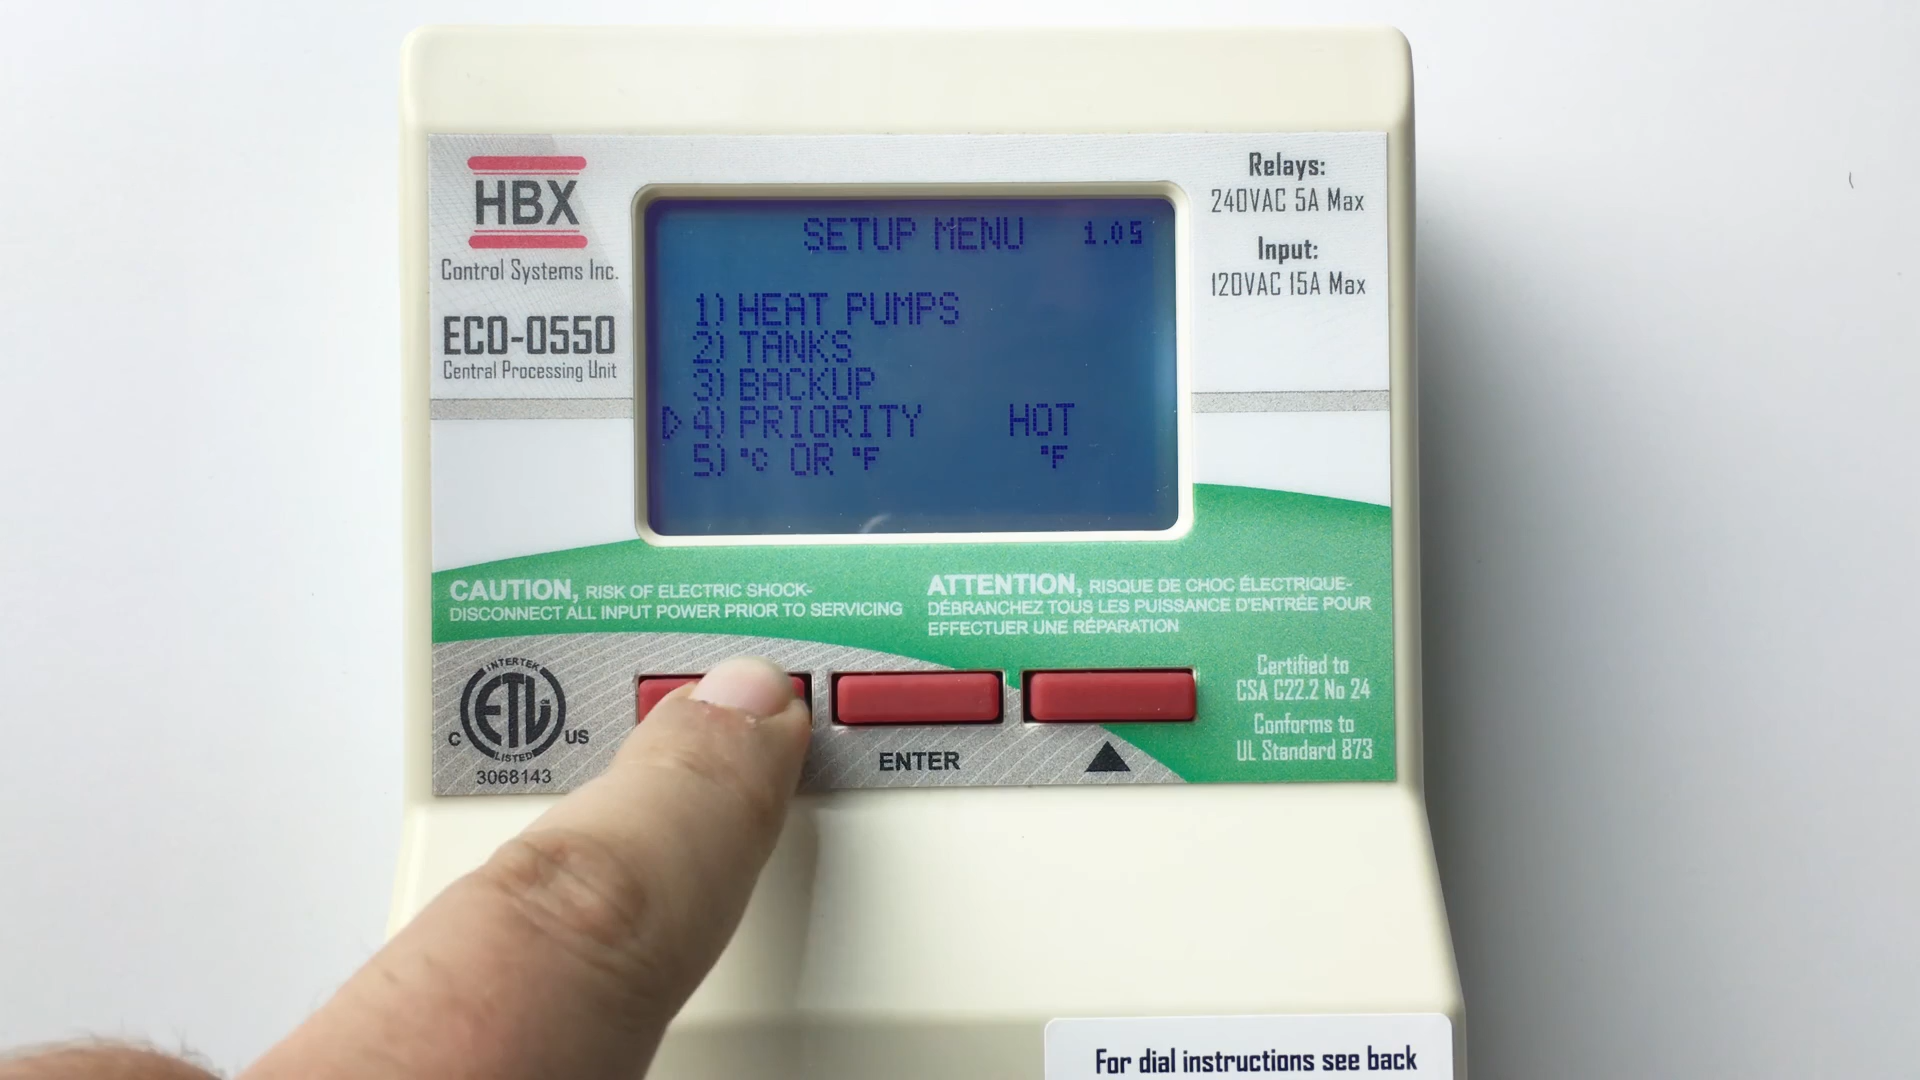 HBX
Control Systems Inc.
ECO-0550
Central Processing Unit
SETUP MENU 1.05
1) HEAT PUMPS
2) TANKS
3) BACKUP
4) PRIORITY HOT
5) °C OR °F °F
Relays:
240VAC 5A Max
Input:
120VAC 15A Max
CAUTION, RISK OF ELECTRIC SHOCK-
DISCONNECT ALL INPUT POWER PRIOR TO SERVICING
ATTENTION, RISQUE DE CHOC ÉLECTRIQUE-
DÉBRANCHEZ TOUS LES PUISSANCE D'ENTRÉE POUR
EFFECTUER UNE RÉPARATION
INTERTEK
ETL
C US
LISTED
3068143
ENTER
Certified to
CSA C22.2 No 24
Conforms to
UL Standard 873
For dial instructions see back